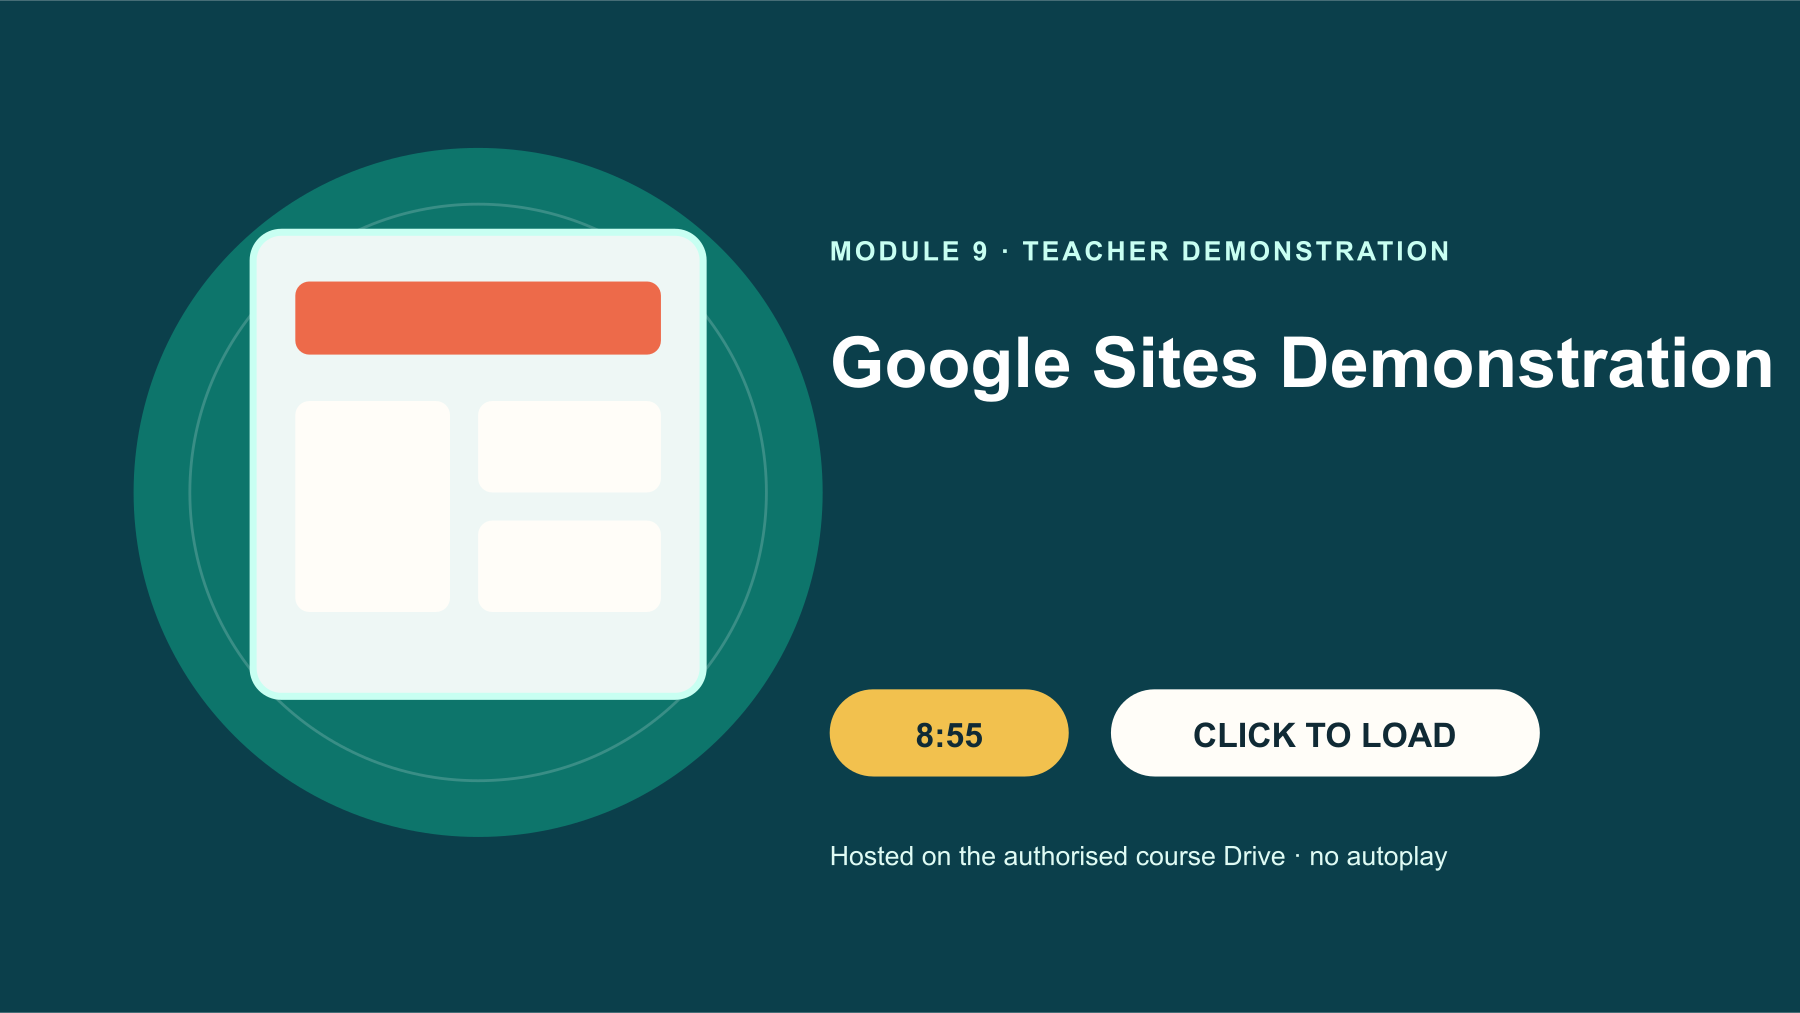 MODULE 9 · TEACHER DEMONSTRATION
Google Sites Demonstration
8:55
CLICK TO LOAD
Hosted on the authorised course Drive · no autoplay